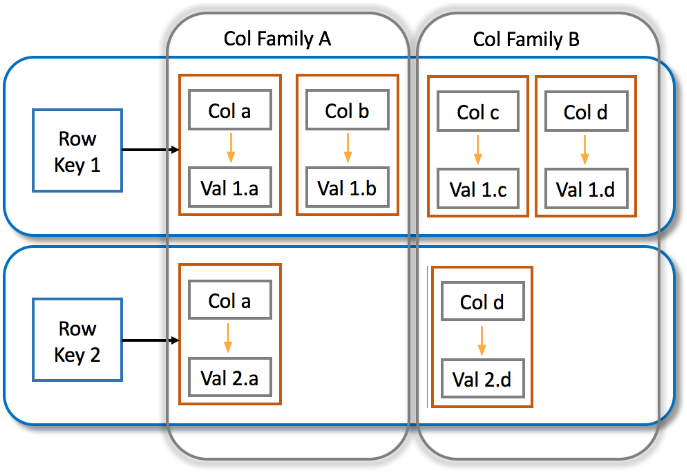 Col Family A
Col Family B
Row
Key 1
Col a
Col b
Col c
Col d
Val 1.a
Val 1.b
Val 1.c
Val 1.d
Row
Key 2
Col a
Col d
Val 2.a
Val 2.d